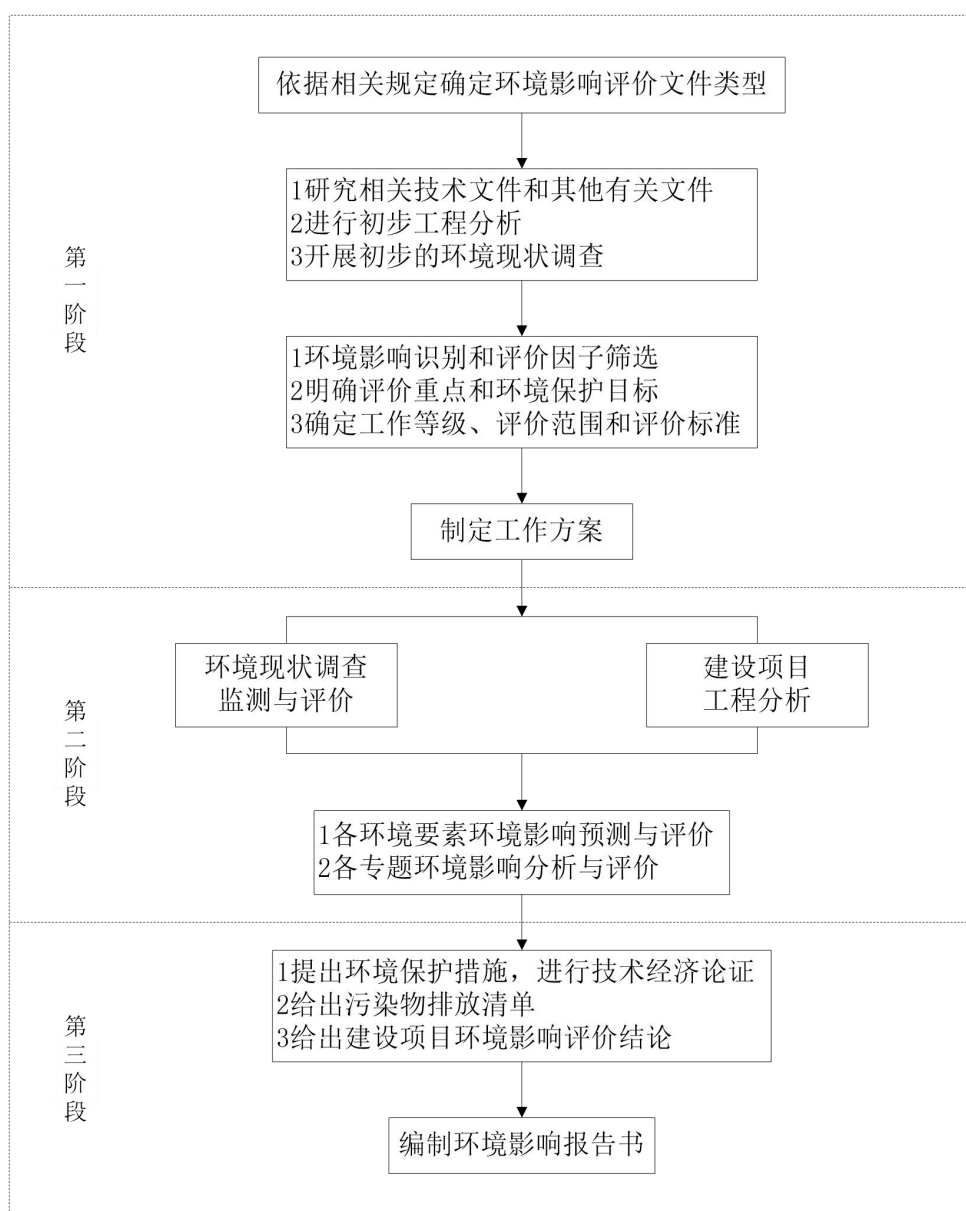 依据相关规定确定环境影响评价文件类型
1研究相关技术文件和其他有关文件
2进行初步工程分析
3开展初步的环境现状调查
第一阶段
1环境影响识别和评价因子筛选
2明确评价重点和环境保护目标
3确定工作等级、评价范围和评价标准
制定工作方案
环境现状调查
监测与评价
建设项目
工程分析
第二阶段
1各环境要素环境影响预测与评价
2各专题环境影响分析与评价
1提出环境保护措施，进行技术经济论证
2给出污染物排放清单
3给出建设项目环境影响评价结论
第三阶段
编制环境影响报告书